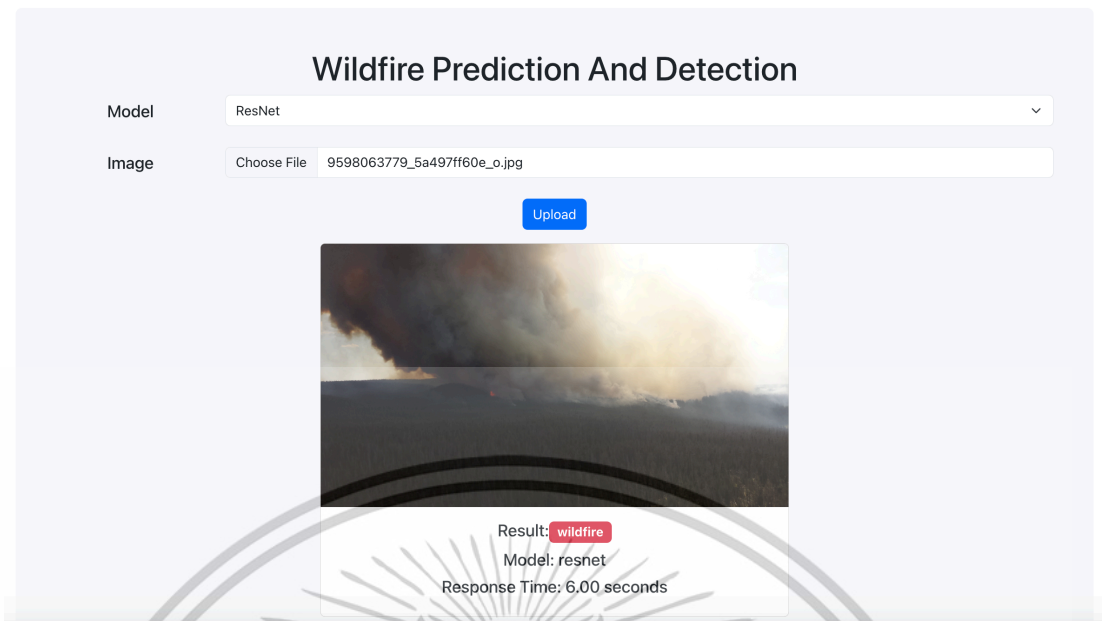 Wildfire Prediction And Detection
Model ResNet
Image Choose File 9598063779_5a497ff60e_o.jpg
Upload
Result: wildfire
Model: resnet
Response Time: 6.00 seconds